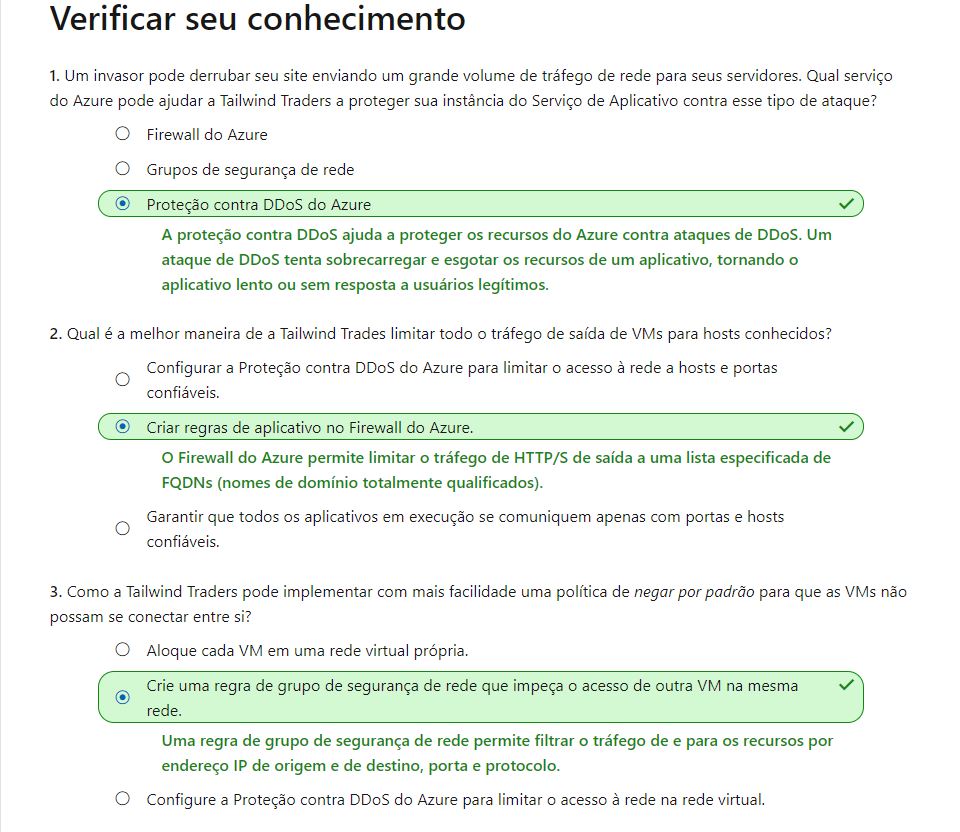 Verificar seu conhecimento
1. Um invasor pode derrubar seu site enviando um grande volume de tráfego de rede para seus servidores. Qual serviço
do Azure pode ajudar a Tailwind Traders a proteger sua instância do Serviço de Aplicativo contra esse tipo de ataque?
Firewall do Azure
Grupos de segurança de rede
Proteção contra DDoS do Azure
A proteção contra DDoS ajuda a proteger os recursos do Azure contra ataques de DDoS. Um
ataque de DDoS tenta sobrecarregar e esgotar os recursos de um aplicativo, tornando o
aplicativo lento ou sem resposta a usuários legítimos.
2. Qual é a melhor maneira de a Tailwind Trades limitar todo o tráfego de saída de VMs para hosts conhecidos?
Configurar a Proteção contra DDoS do Azure para limitar o acesso à rede a hosts e portas
confiáveis.
Criar regras de aplicativo no Firewall do Azure.
O Firewall do Azure permite limitar o tráfego de HTTP/S de saída a uma lista especificada de
FQDNs (nomes de domínio totalmente qualificados).
Garantir que todos os aplicativos em execução se comuniquem apenas com portas e hosts
confiáveis.
3. Como a Tailwind Traders pode implementar com mais facilidade uma política de negar por padrão para que as VMs não
possam se conectar entre si?
Aloque cada VM em uma rede virtual própria.
Crie uma regra de grupo de segurança de rede que impeça o acesso de outra VM na mesma
rede.
Uma regra de grupo de segurança de rede permite filtrar o tráfego de e para os recursos por
endereço IP de origem e de destino, porta e protocolo.
Configure a Proteção contra DDoS do Azure para limitar o acesso à rede na rede virtual.